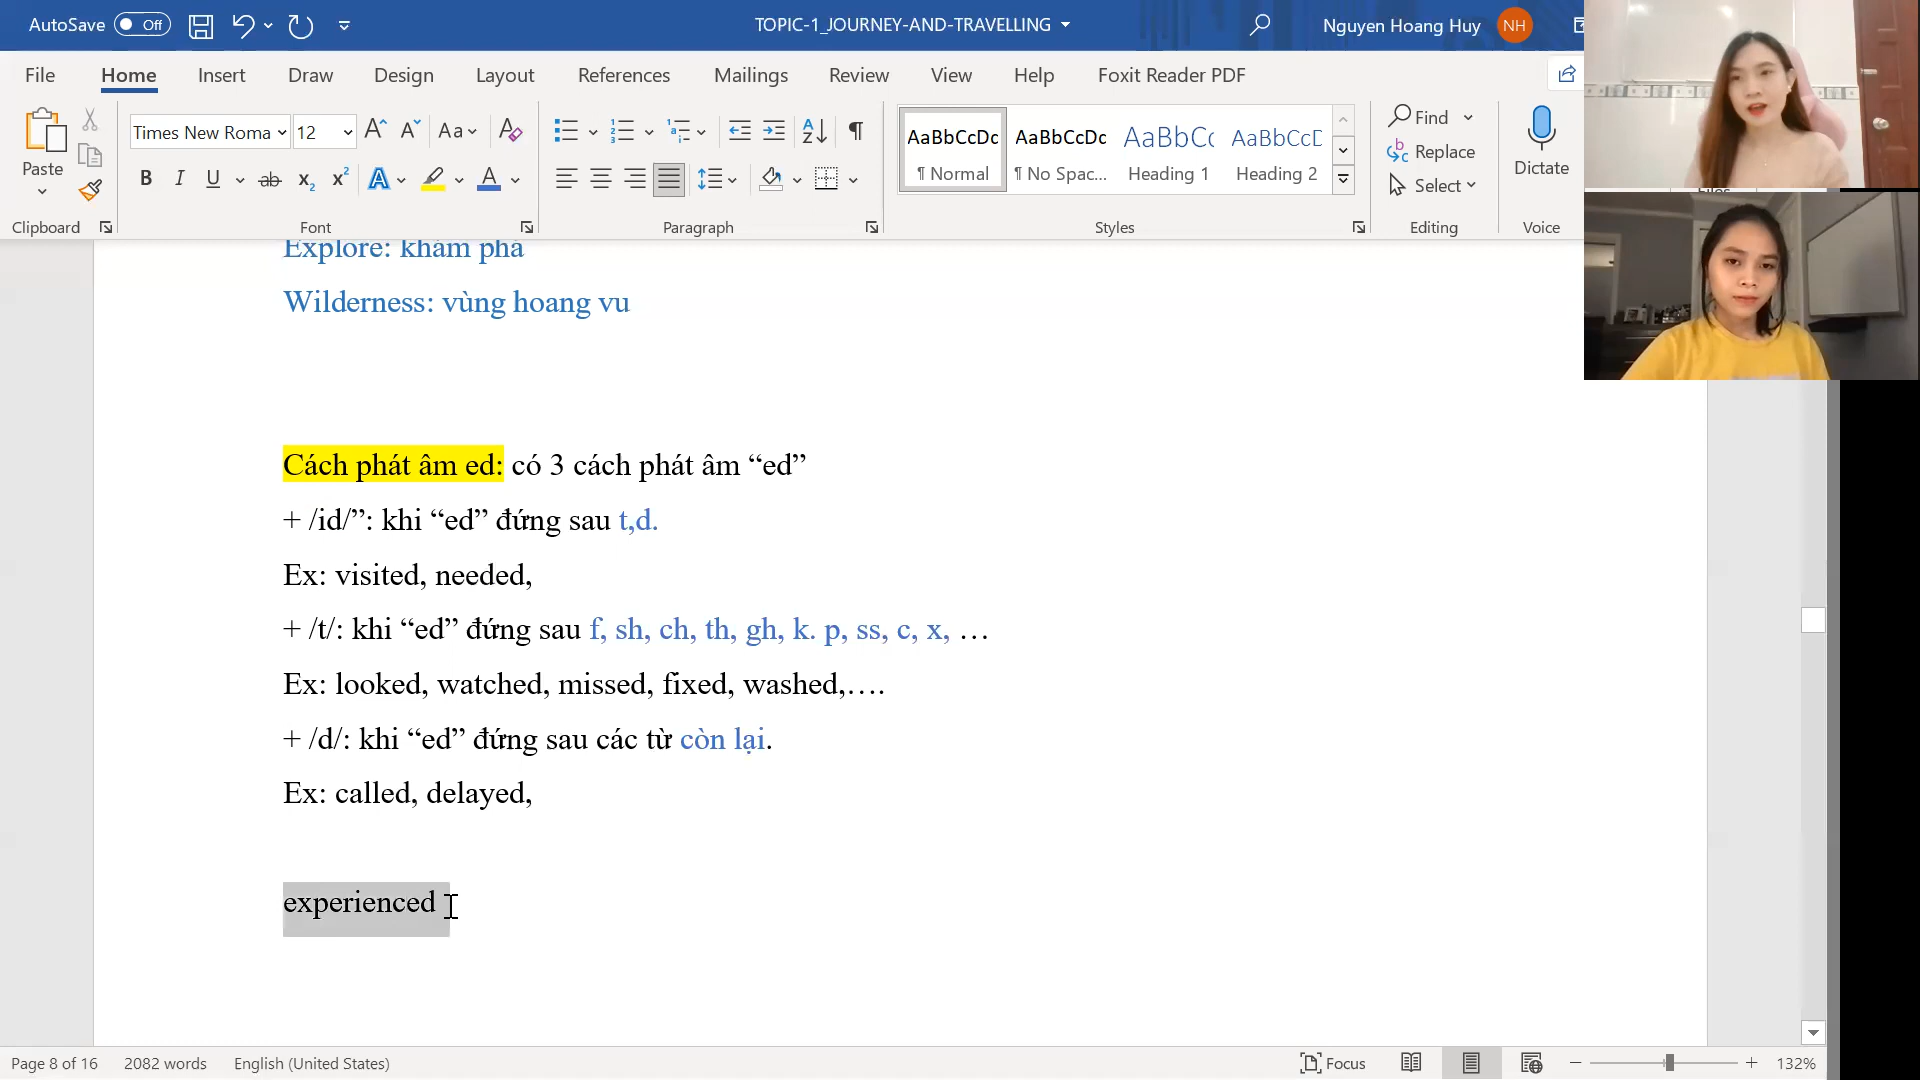 AutoSave Off TOPIC-1_JOURNEY-AND-TRAVELLING Nguyen Hoang Huy NH
File Home Insert Draw Design Layout References Mailings Review View Help Foxit Reader PDF
Paste
Times New Roma 12 Aa
AaBbCcDc AaBbCcDc AaBbCc AaBbCcD
¶ Normal ¶ No Spac... Heading 1 Heading 2
Find
Replace
Select
Dictate
Clipboard Font Paragraph Styles Editing Voice
Explore: khám phá
Wilderness: vùng hoang vu
Cách phát âm ed: có 3 cách phát âm “ed”
+ /id/”: khi “ed” đứng sau t,d.
Ex: visited, needed,
+ /t/: khi “ed” đứng sau f, sh, ch, th, gh, k. p, ss, c, x, …
Ex: looked, watched, missed, fixed, washed,….
+ /d/: khi “ed” đứng sau các từ còn lại.
Ex: called, delayed,
experienced
Page 8 of 16 2082 words English (United States) Focus 132%